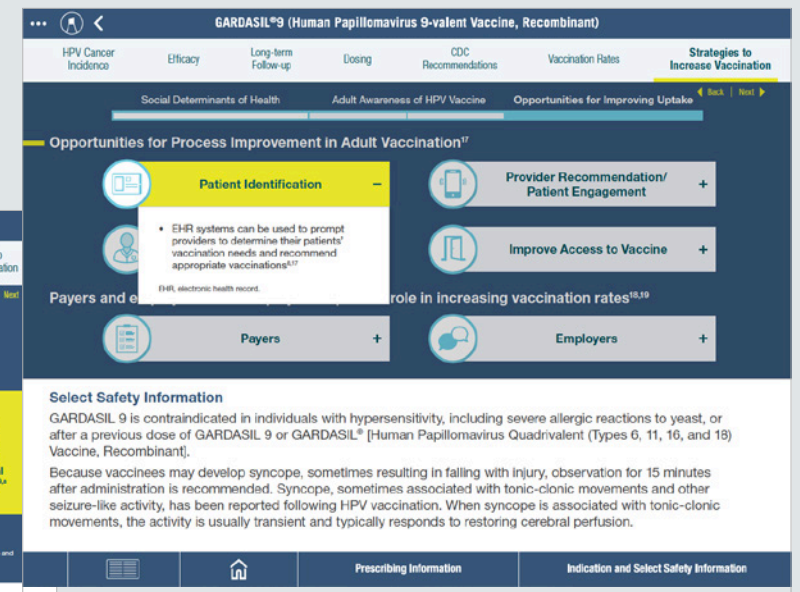 GARDASIL®9 (Human Papillomavirus 9-valent Vaccine, Recombinant)
HPV Cancer
Incidence
Efficacy
Long-term
Follow-up
Dosing
CDC
Recommendations
Vaccination Rates
Strategies to
Increase Vaccination
Social Determinants of Health
Adult Awareness of HPV Vaccine
Opportunities for Improving Uptake
Back | Next
Opportunities for Process Improvement in Adult Vaccination17
Patient Identification −
• EHR systems can be used to prompt
providers to determine their patients'
vaccination needs and recommend
appropriate vaccinations8,17
EHR, electronic health record.
Provider Recommendation/
Patient Engagement +
Improve Access to Vaccine +
Payers and role in increasing vaccination rates18,19
Payers +
Employers +
Select Safety Information
GARDASIL 9 is contraindicated in individuals with hypersensitivity, including severe allergic reactions to yeast, or
after a previous dose of GARDASIL 9 or GARDASIL® [Human Papillomavirus Quadrivalent (Types 6, 11, 16, and 18)
Vaccine, Recombinant].
Because vaccinees may develop syncope, sometimes resulting in falling with injury, observation for 15 minutes
after administration is recommended. Syncope, sometimes associated with tonic-clonic movements and other
seizure-like activity, has been reported following HPV vaccination. When syncope is associated with tonic-clonic
movements, the activity is usually transient and typically responds to restoring cerebral perfusion.
Prescribing Information
Indication and Select Safety Information
Next
and